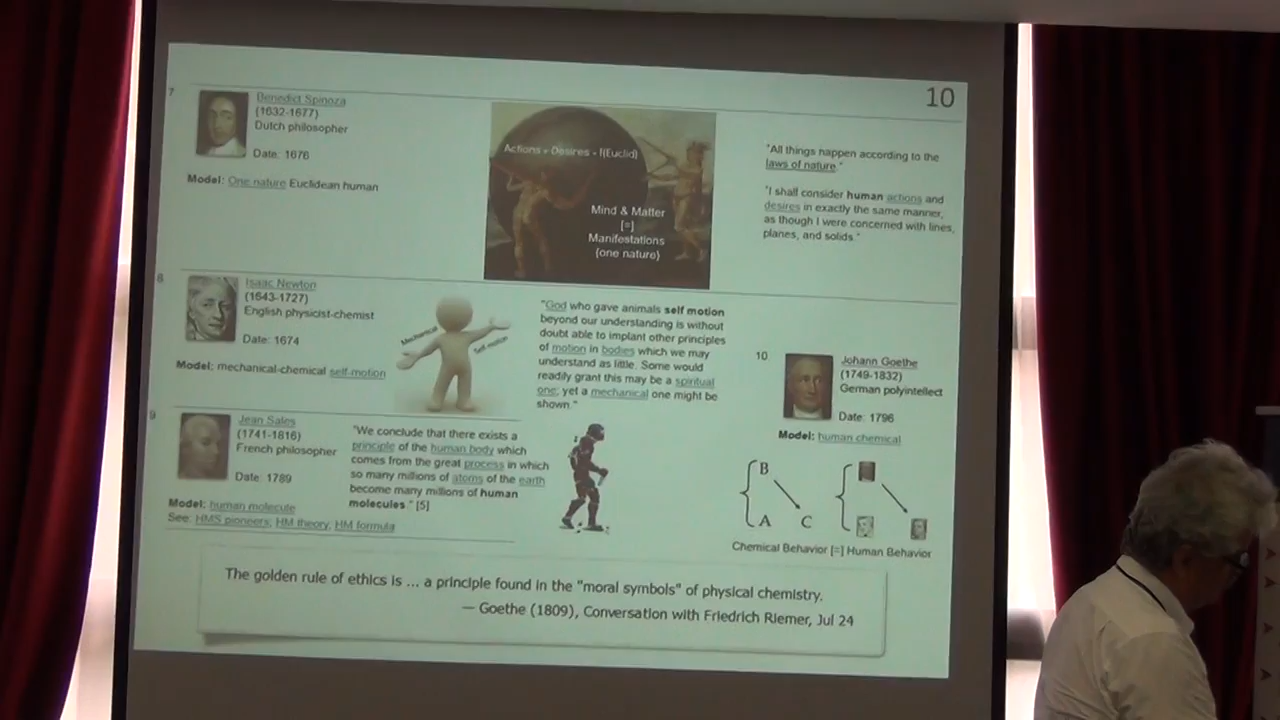 10
7
Benedict Spinoza
(1632-1677)
Dutch philosopher
Date: 1676
Model: One nature Euclidean human
Actions + Desires = f(Euclid)
Mind & Matter
[=]
Manifestations
(one nature)
"All things happen according to the
laws of nature."
"I shall consider human actions and
desires in exactly the same manner,
as though I were concerned with lines,
planes, and solids."
8
Isaac Newton
(1643-1727)
English physicist-chemist
Date: 1674
Model: mechanical-chemical self-motion
Mechanical
Self-motion
"God who gave animals self motion
beyond our understanding is without
doubt able to implant other principles
of motion in bodies which we may
understand as little. Some would
readily grant this may be a spiritual
one; yet a mechanical one might be
shown."
9
Jean Sales
(1741-1816)
French philosopher
Date: 1789
Model: human molecule
See: HMS pioneers, HM theory, HM formula
"We conclude that there exists a
principle of the human body which
comes from the great process in which
so many millions of atoms of the earth
become many millions of human
molecules." [5]
10
Johann Goethe
(1749-1832)
German polyintellect
Date: 1796
Model: human chemical
B
A C
Chemical Behavior [=] Human Behavior
The golden rule of ethics is ... a principle found in the "moral symbols" of physical chemistry.
— Goethe (1809), Conversation with Friedrich Riemer, Jul 24